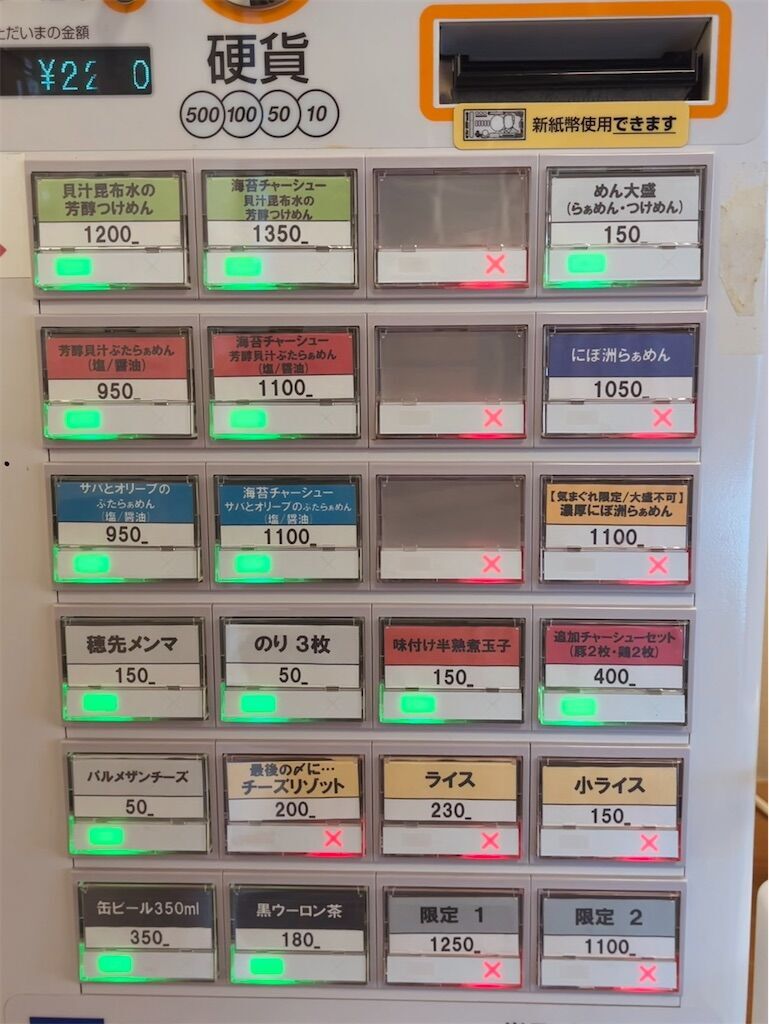 ただいまの金額
硬貨
500 100 50 10
新紙幣使用できます
貝汁昆布水の
芳醇つけめん
1200
海苔チャーシュー
貝汁昆布水の
芳醇つけめん
1350
めん大盛
(らぁめん・つけめん)
150
芳醇貝汁ぶたらぁめん
(塩/醤油)
950
海苔チャーシュー
芳醇貝汁ぶたらぁめん
(塩/醤油)
1100
にぼ洲らぁめん
1050
サバとオリーブの
ぶたらぁめん
(塩/醤油)
950
海苔チャーシュー
サバとオリーブのぶたらぁめん
(塩/醤油)
1100
【気まぐれ限定/大盛不可】
濃厚にぼ洲らぁめん
1100
穂先メンマ
150
のり 3枚
50
味付け半熟煮玉子
150
追加チャーシューセット
(豚2枚・鶏2枚)
400
パルメザンチーズ
50
最後の〆に…
チーズリゾット
200
ライス
230
小ライス
150
缶ビール350ml
350
黒ウーロン茶
180
限定 1
1250
限定 2
1100